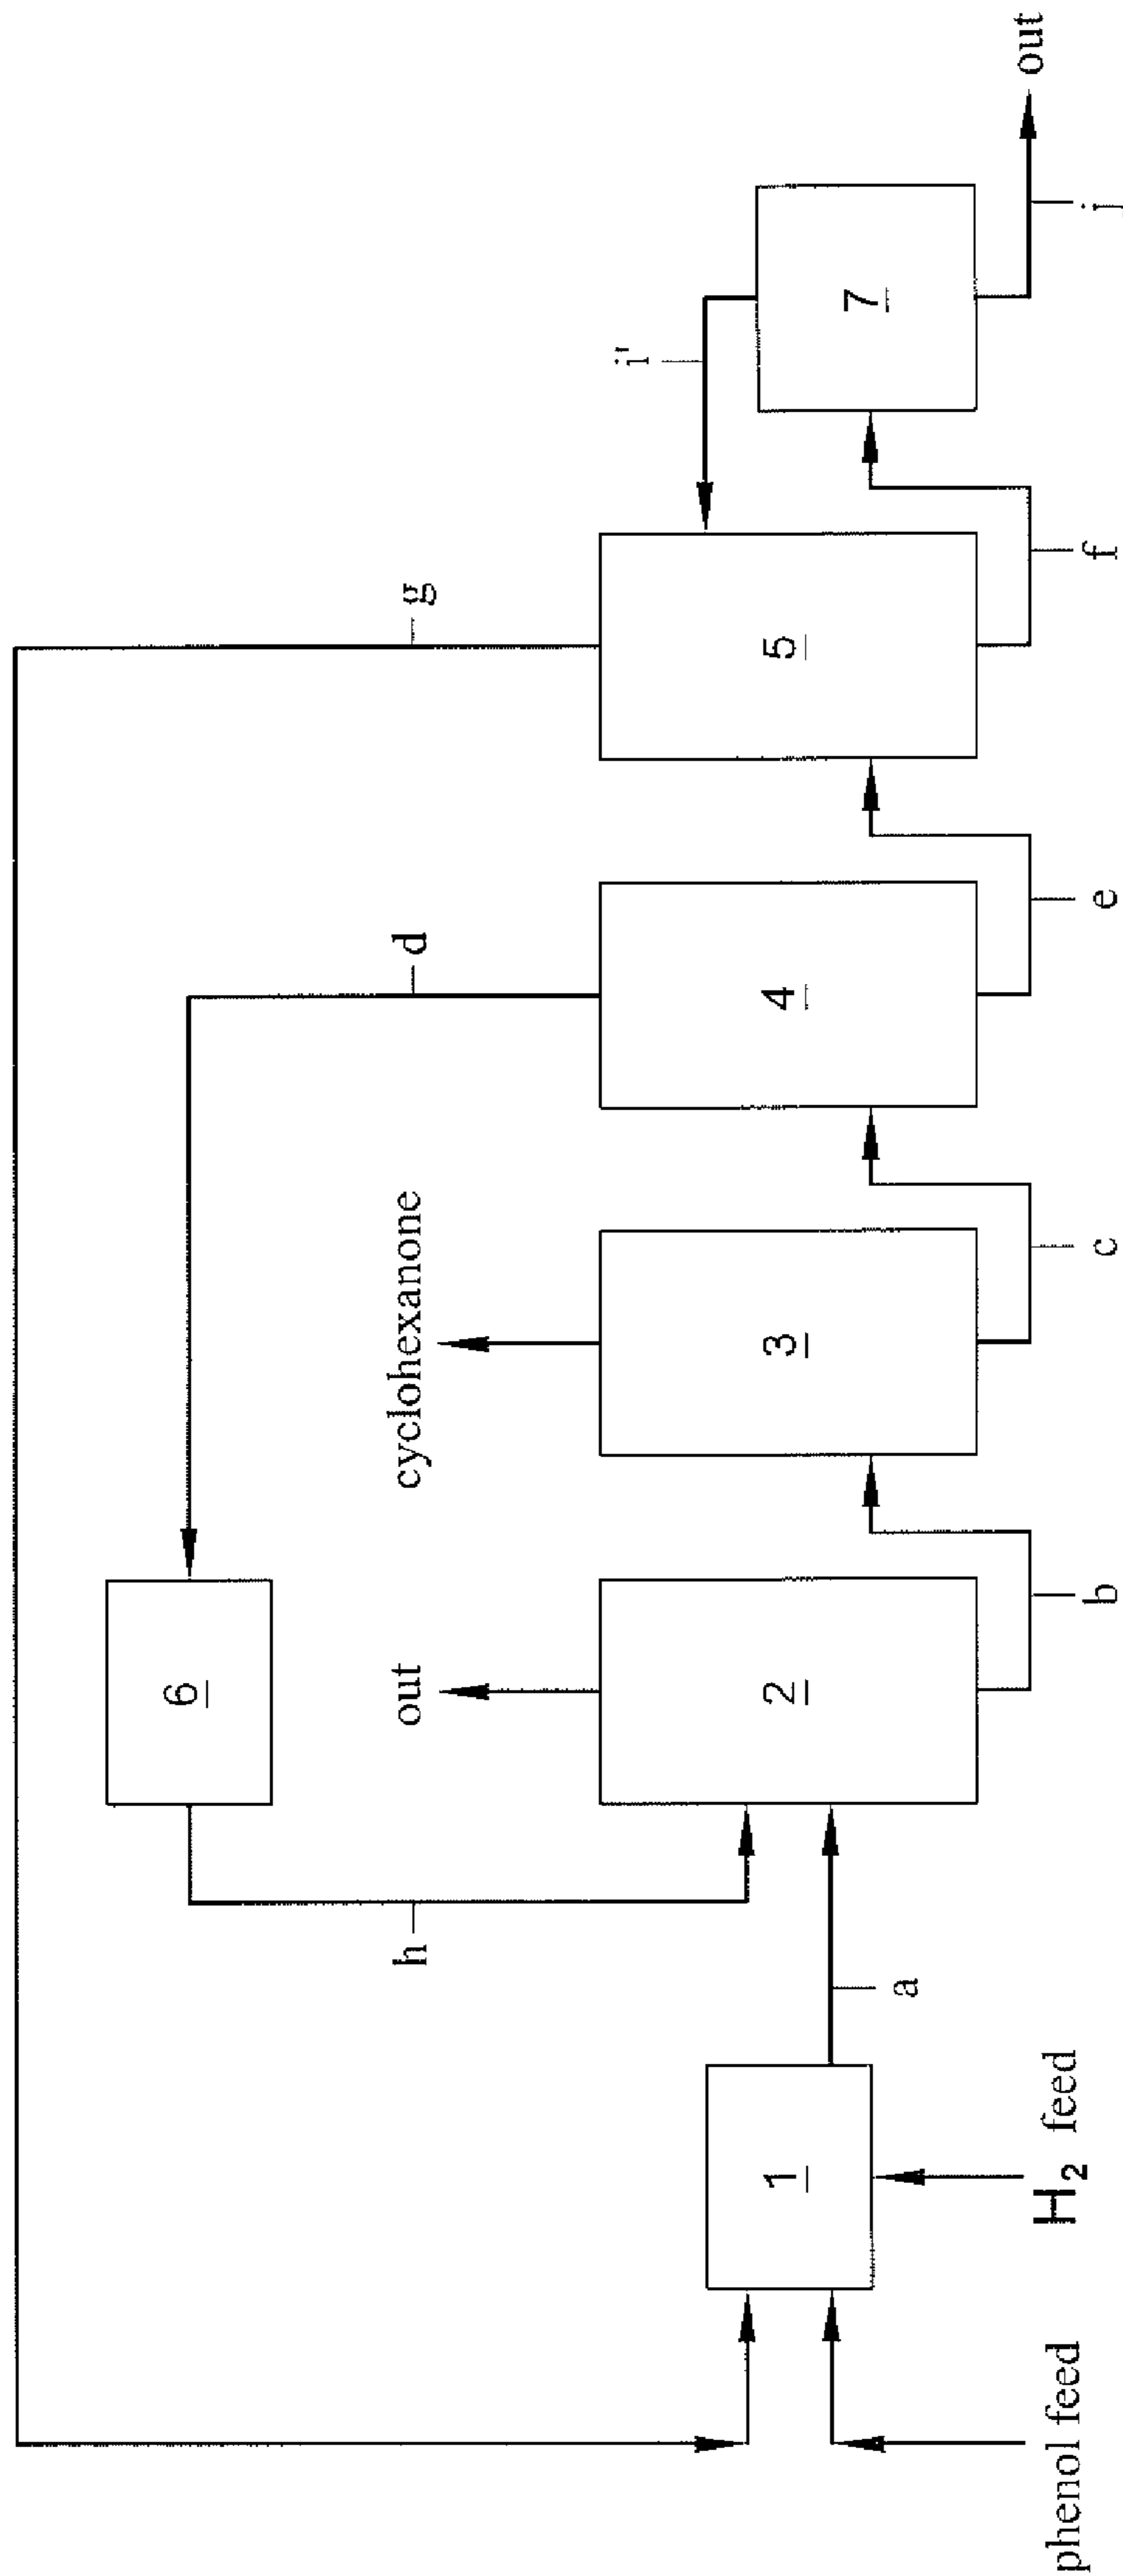 g
d
6
h
out
cyclohexanone
i'
1
2
3
4
5
7
a
phenol feed
H₂ feed
b
c
e
f
j
out